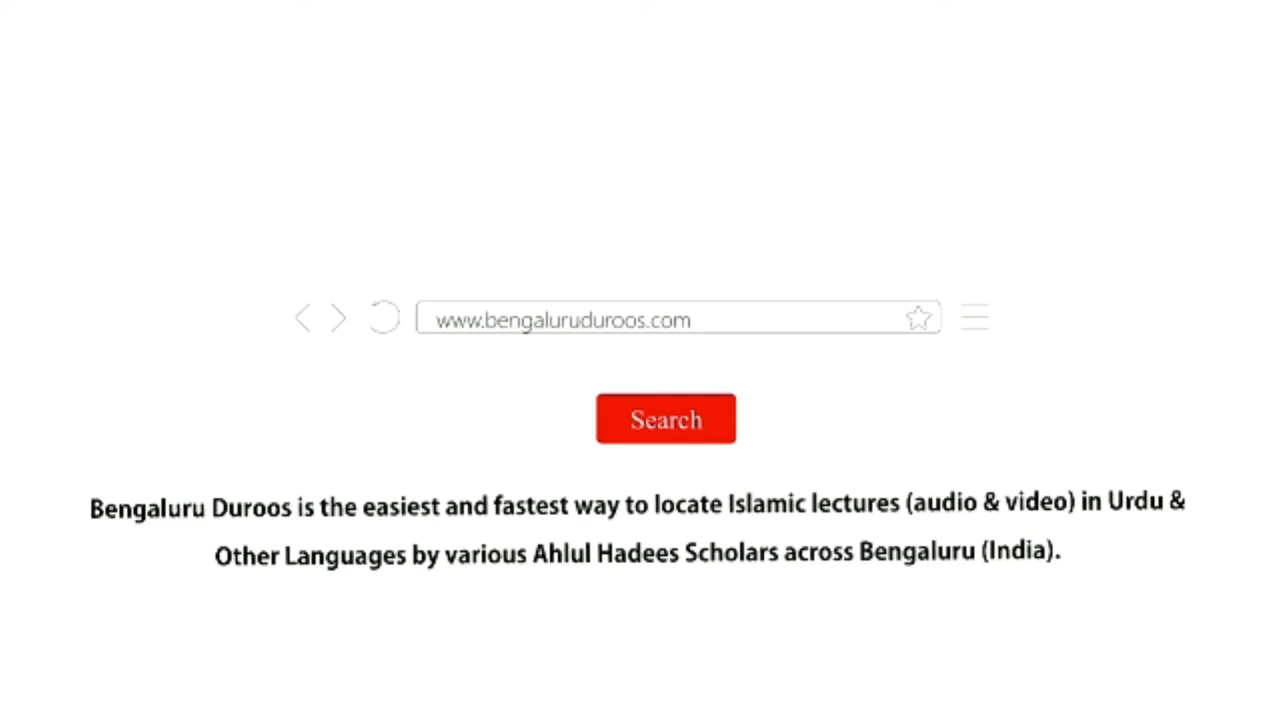 www.bengaluruduroos.com
Search
Bengaluru Duroos is the easiest and fastest way to locate Islamic lectures (audio & video) in Urdu &
Other Languages by various Ahlul Hadees Scholars across Bengaluru (India).